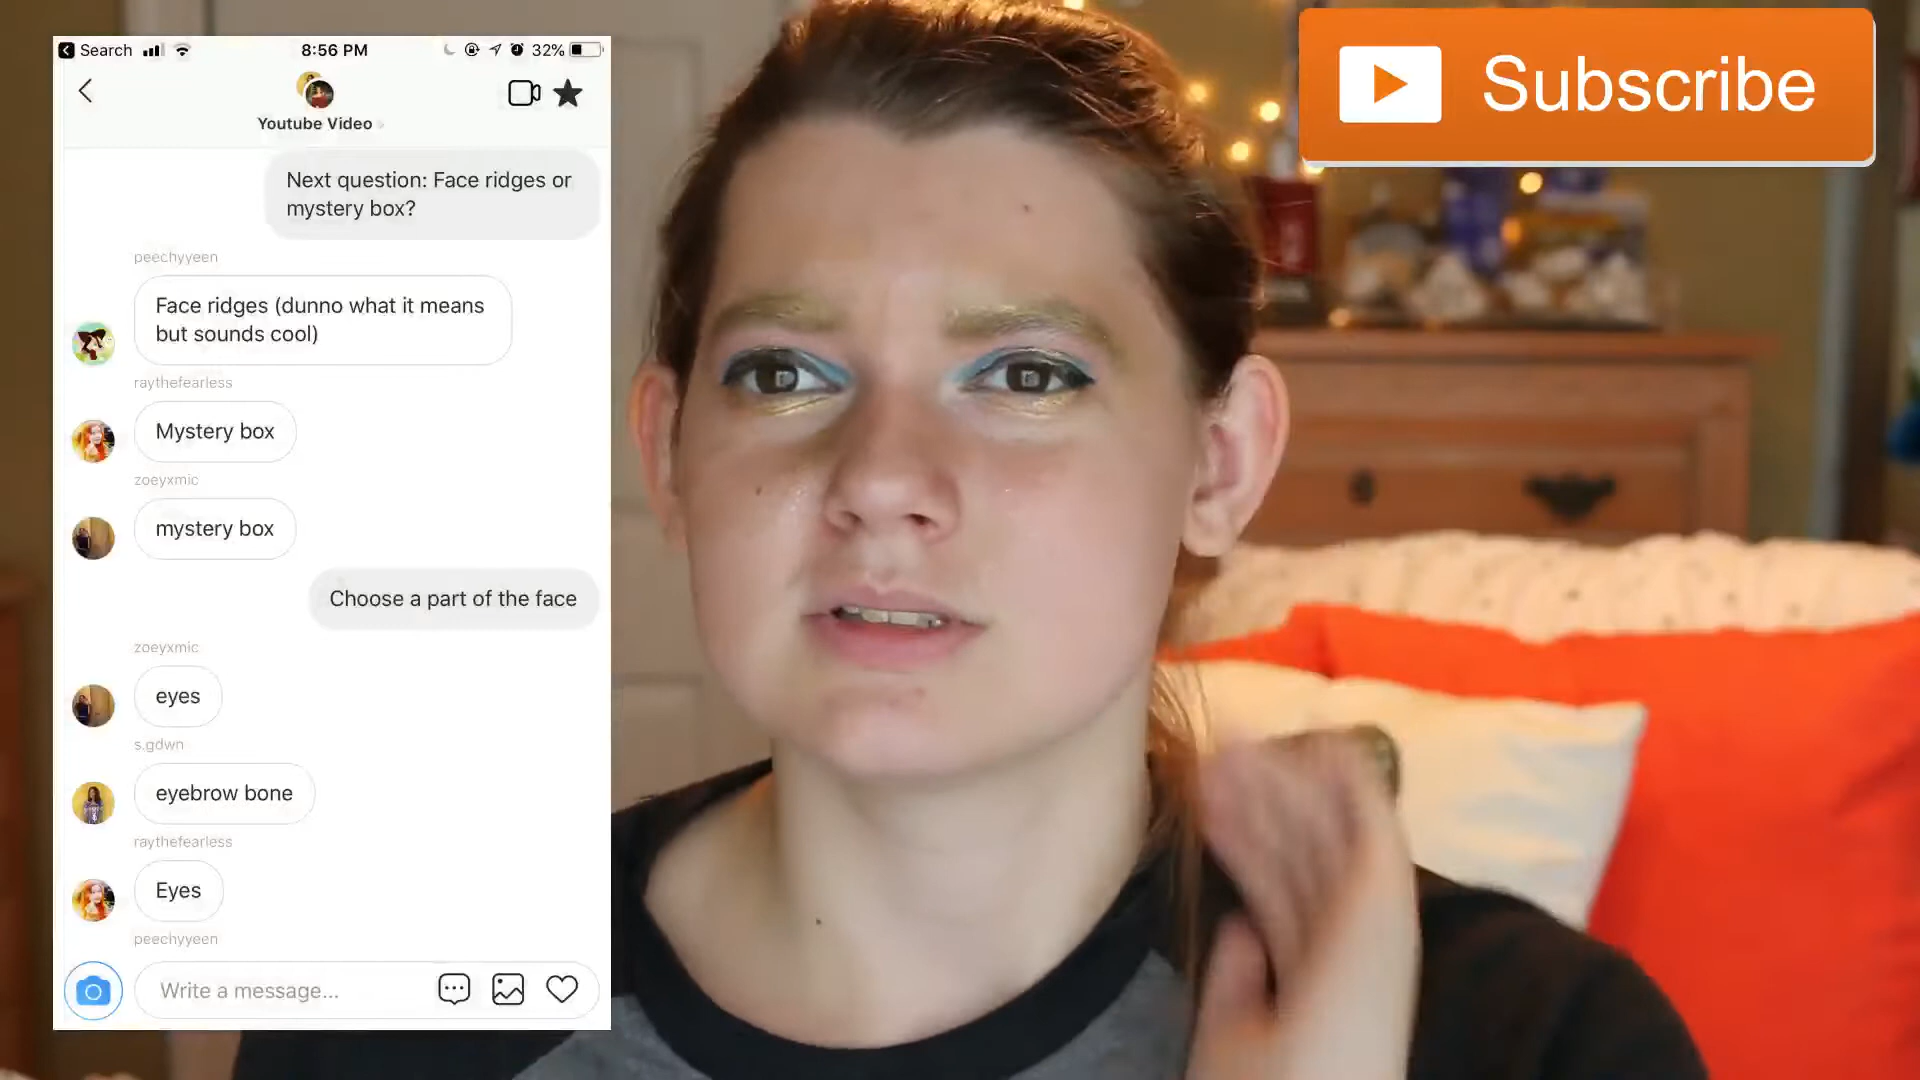 Search
8:56 PM
32%
Youtube Video
Subscribe
Next question: Face ridges or
mystery box?
peechyyeen
Face ridges (dunno what it means
but sounds cool)
raythefearless
Mystery box
zoeyxmic
mystery box
Choose a part of the face
zoeyxmic
eyes
s.gdwn
eyebrow bone
raythefearless
Eyes
peechyyeen
Write a message...